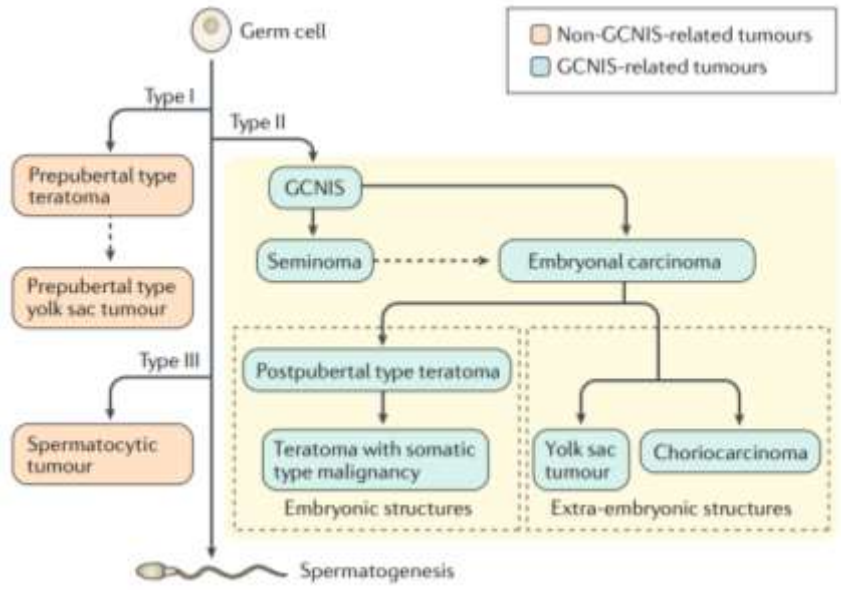 Germ cell
Non-GCNIS-related tumours
GCNIS-related tumours
Type I
Type II
Prepubertal type
teratoma
GCNIS
Seminoma
Embryonal carcinoma
Prepubertal type
yolk sac tumour
Type III
Postpubertal type teratoma
Spermatocytic
tumour
Teratoma with somatic
type malignancy
Yolk sac
tumour
Choriocarcinoma
Embryonic structures
Extra-embryonic structures
Spermatogenesis